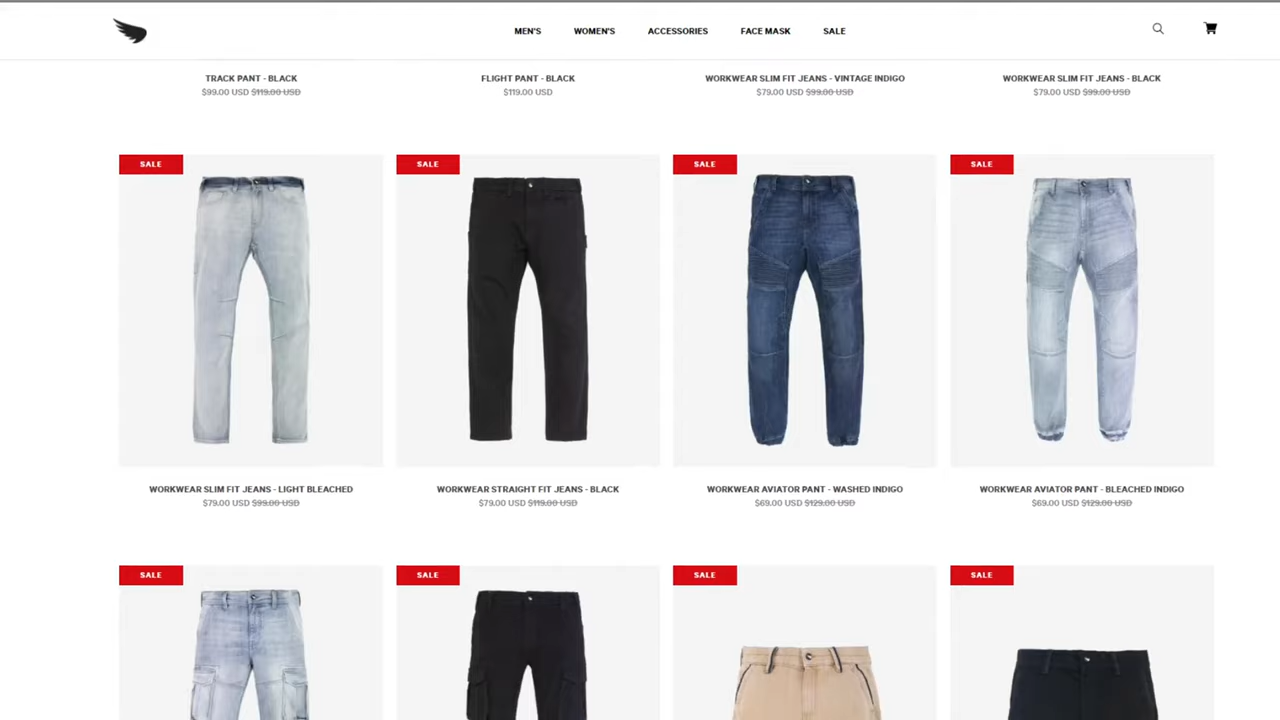 MEN'S WOMEN'S ACCESSORIES FACE MASK SALE
TRACK PANT - BLACK
$99.00 USD $119.00 USD
FLIGHT PANT - BLACK
$119.00 USD
WORKWEAR SLIM FIT JEANS - VINTAGE INDIGO
$79.00 USD $99.00 USD
WORKWEAR SLIM FIT JEANS - BLACK
$79.00 USD $99.00 USD
SALE
WORKWEAR SLIM FIT JEANS - LIGHT BLEACHED
$79.00 USD $99.00 USD
SALE
WORKWEAR STRAIGHT FIT JEANS - BLACK
$79.00 USD $119.00 USD
SALE
WORKWEAR AVIATOR PANT - WASHED INDIGO
$69.00 USD $129.00 USD
SALE
WORKWEAR AVIATOR PANT - BLEACHED INDIGO
$69.00 USD $129.00 USD
SALE
SALE
SALE
SALE